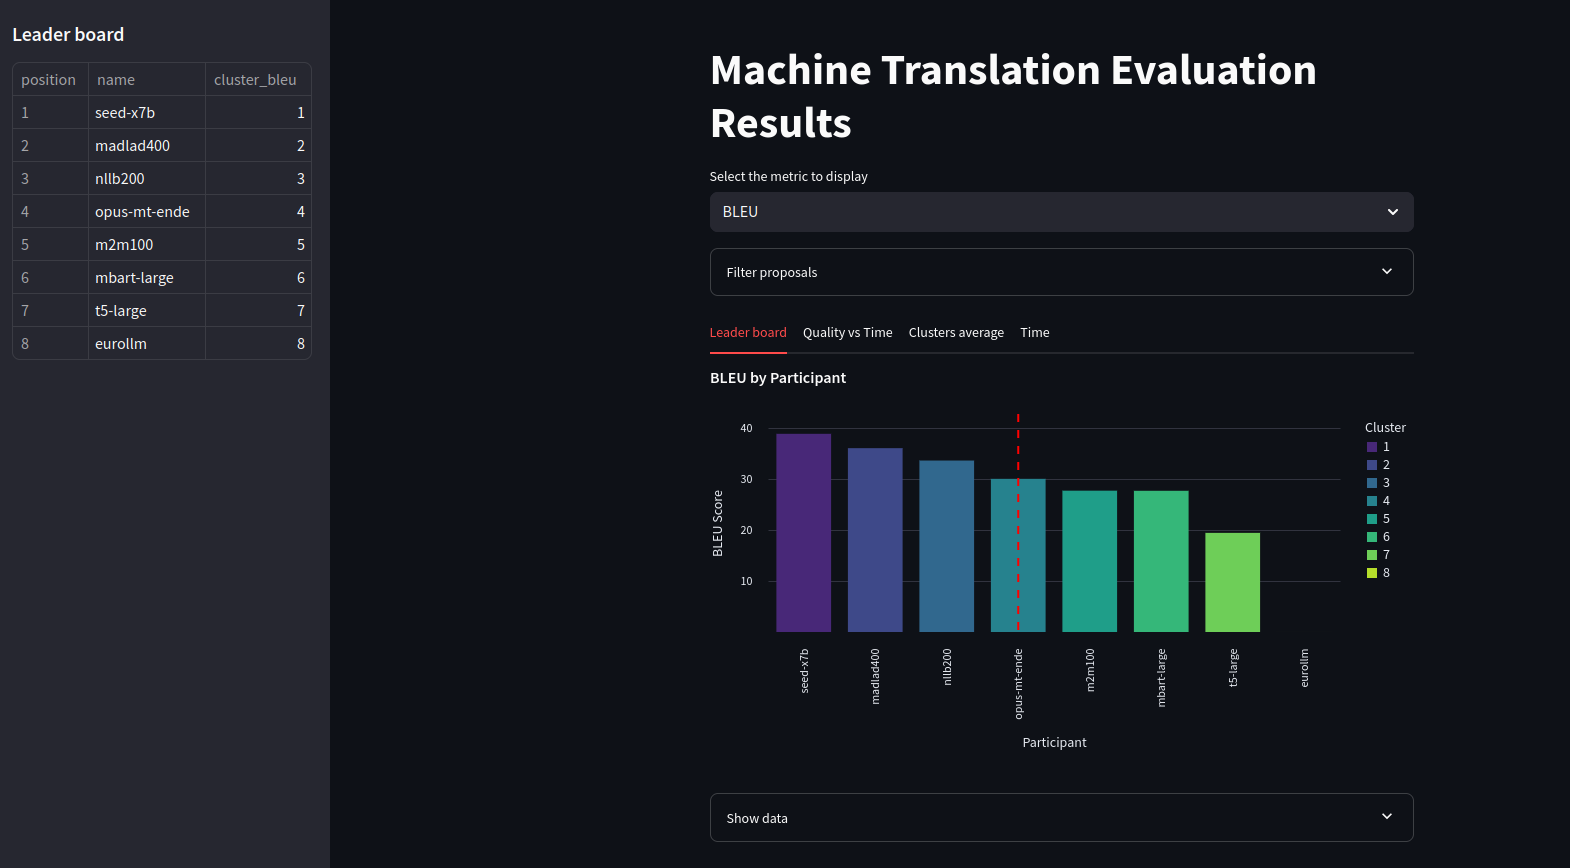 Leader board
position name cluster_bleu
1 seed-x7b 1
2 madlad400 2
3 nllb200 3
4 opus-mt-ende 4
5 m2m100 5
6 mbart-large 6
7 t5-large 7
8 eurollm 8
Machine Translation Evaluation
Results
Select the metric to display
BLEU
Filter proposals
Leader board Quality vs Time Clusters average Time
BLEU by Participant
BLEU Score
40
30
20
10
seed-x7b
madlad400
nllb200
opus-mt-ende
m2m100
mbart-large
t5-large
eurollm
Participant
Cluster
1
2
3
4
5
6
7
8
Show data